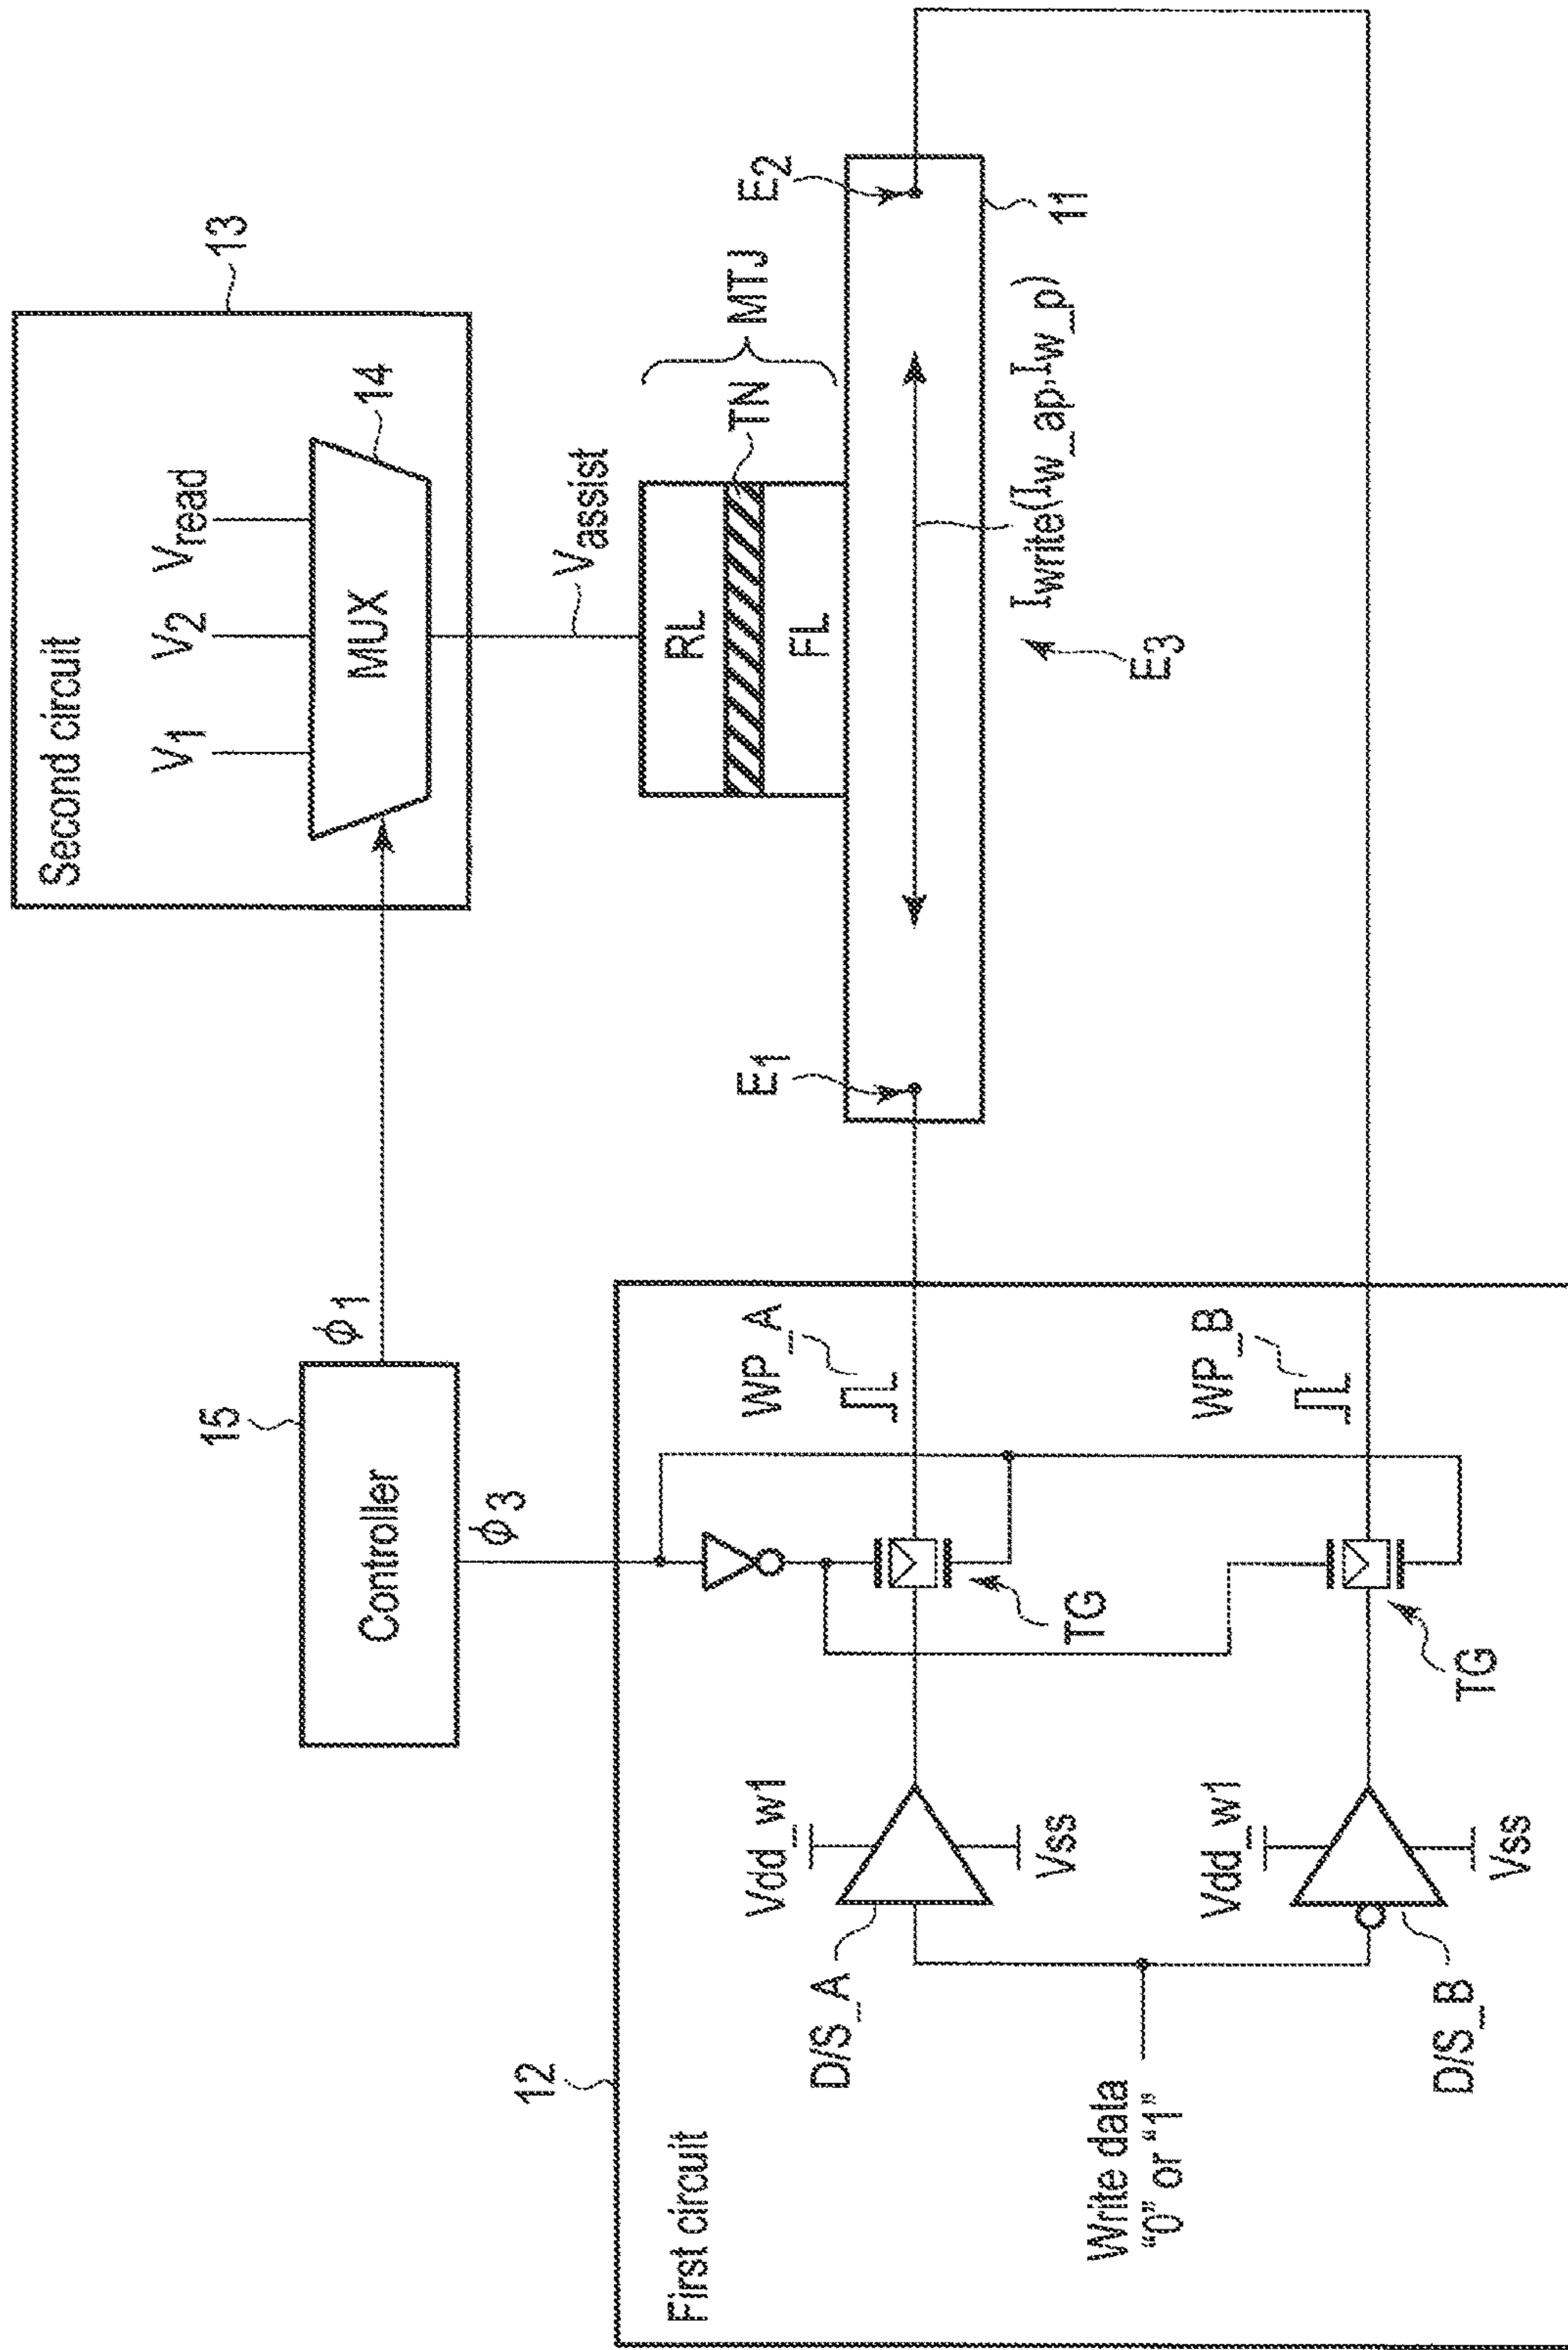 Second circuit
13
V1
V2
Vread
MUX
14
15
Controller
ϕ1
ϕ3
Vassist
RL
FL
TN
MTJ
E1
E2
11
Iwrite(Iw_ap, Iw_p)
E3
12
First circuit
WP_A
WP_B
TG
TG
Vdd_w1
Vss
D/S_A
Vdd_w1
Vss
D/S_B
Write data
“0” or “1”